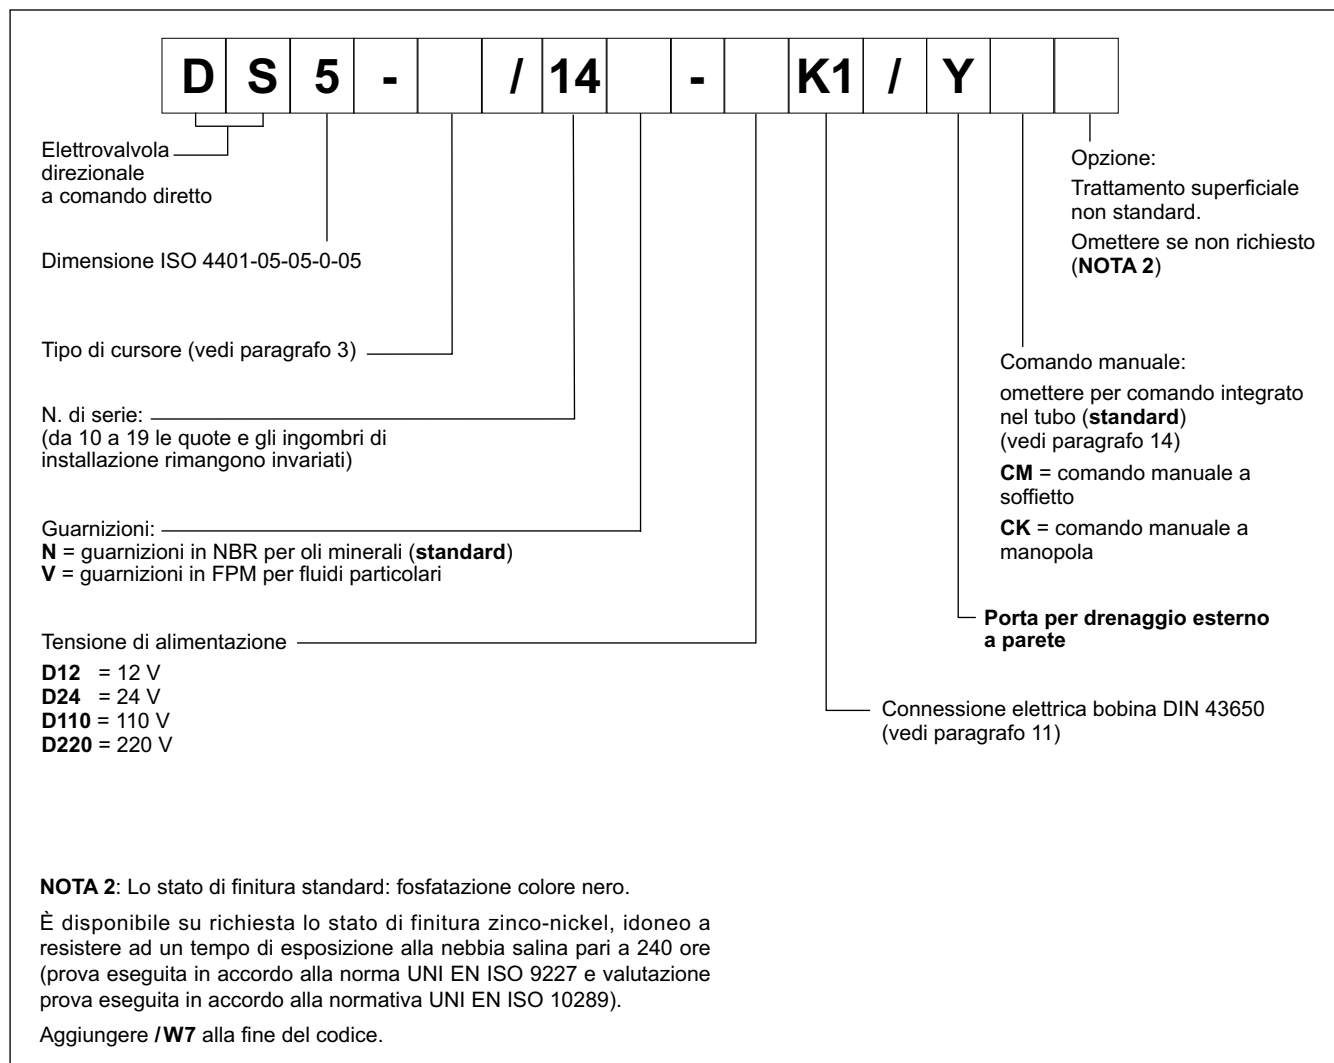 D S 5 - / 14 - K1 / Y
Elettrovalvola
direzionale
a comando diretto
Dimensione ISO 4401-05-05-0-05
Tipo di cursore (vedi paragrafo 3)
N. di serie:
(da 10 a 19 le quote e gli ingombri di
installazione rimangono invariati)
Guarnizioni:
N = guarnizioni in NBR per oli minerali (standard)
V = guarnizioni in FPM per fluidi particolari
Tensione di alimentazione
D12 = 12 V
D24 = 24 V
D110 = 110 V
D220 = 220 V
Opzione:
Trattamento superficiale
non standard.
Omettere se non richiesto
(NOTA 2)
Comando manuale:
omettere per comando integrato
nel tubo (standard)
(vedi paragrafo 14)
CM = comando manuale a
soffietto
CK = comando manuale a
manopola
Porta per drenaggio esterno
a parete
Connessione elettrica bobina DIN 43650
(vedi paragrafo 11)
NOTA 2: Lo stato di finitura standard: fosfatazione colore nero.
È disponibile su richiesta lo stato di finitura zinco-nickel, idoneo a
resistere ad un tempo di esposizione alla nebbia salina pari a 240 ore
(prova eseguita in accordo alla norma UNI EN ISO 9227 e valutazione
prova eseguita in accordo alla normativa UNI EN ISO 10289).
Aggiungere /W7 alla fine del codice.